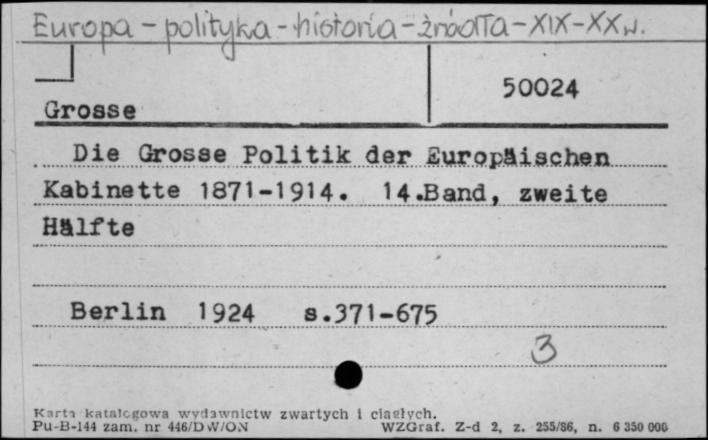 Europa - polityka - historia - źródła - XIX - XX w.
50024
Grosse
Die Grosse Politik der Europäischen
Kabinette 1871-1914. 14.Band, zweite
Hälfte
Berlin 1924 s.371-675
3
Karta katalogowa wydawnictw zwartych i ciągłych.
Pu-B-144 zam. nr 446/DW/ON WZGraf. Z-d 2, z. 255/86, n. 6 350 000